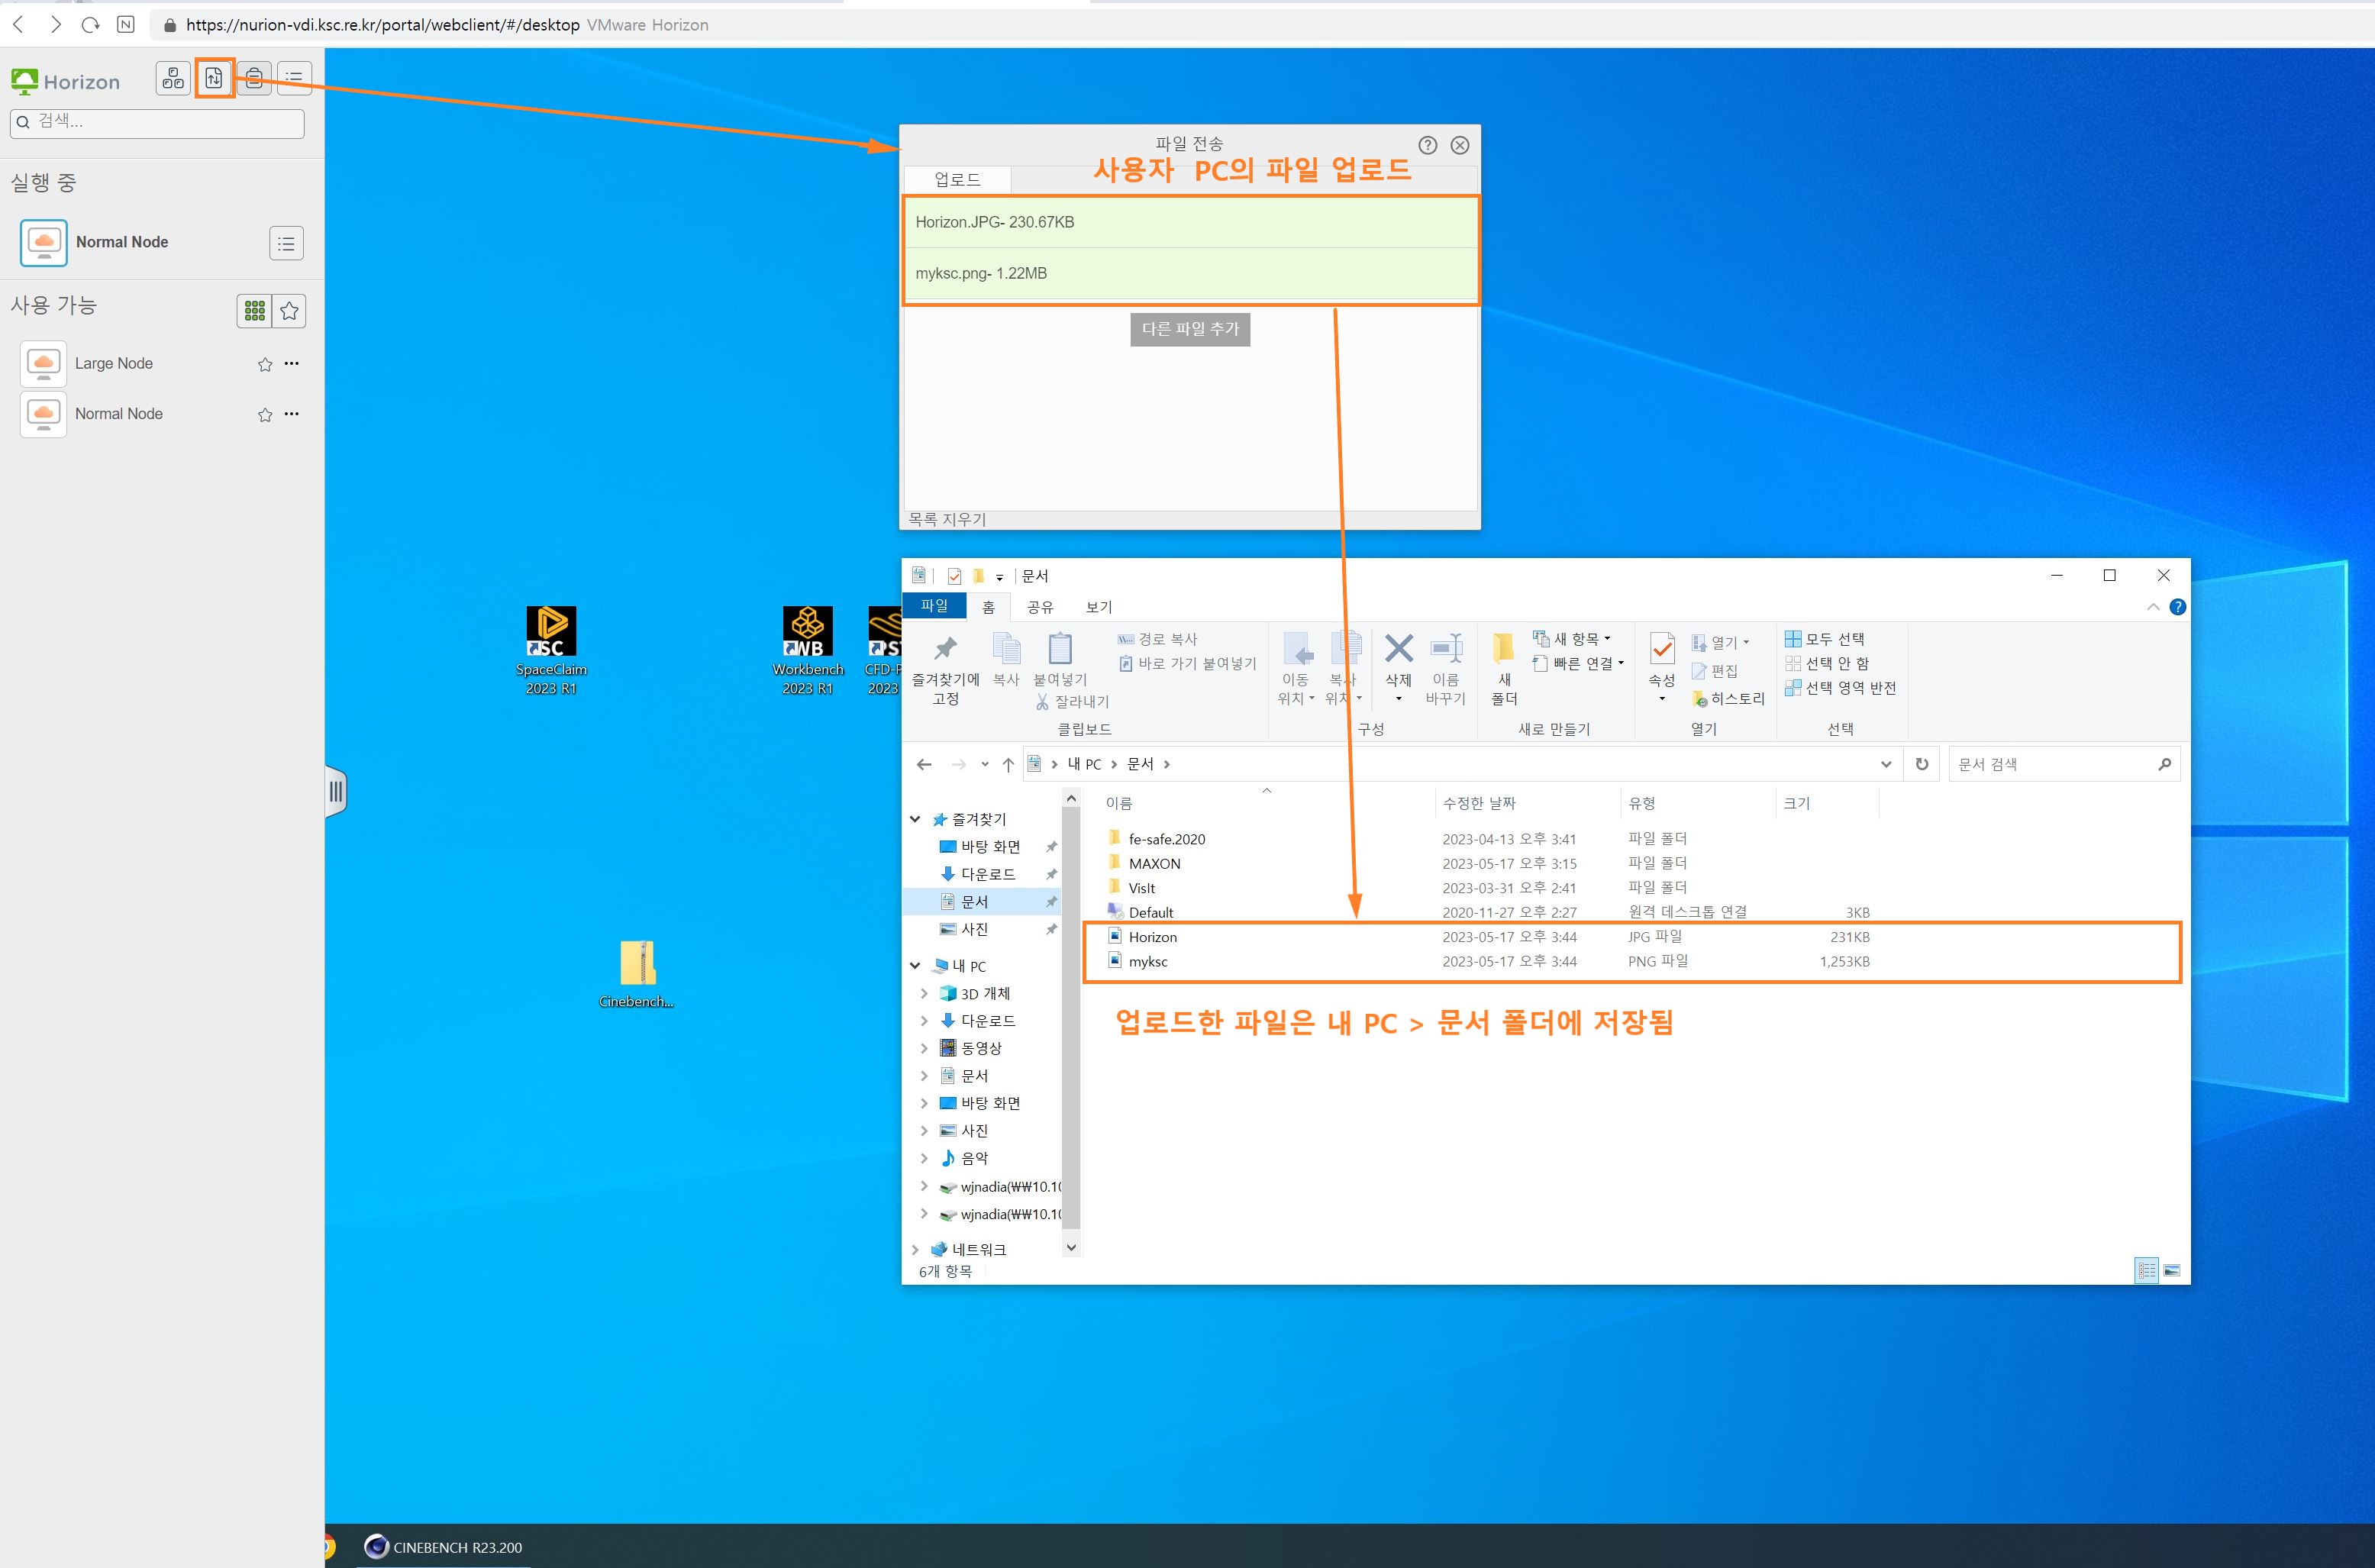 https://nurion-vdi.ksc.re.kr/portal/webclient/#/desktop VMware Horizon
Horizon
검색...
실행 중
Normal Node
사용 가능
Large Node
Normal Node
파일 전송
사용자 PC의 파일 업로드
업로드
Horizon.JPG- 230.67KB
myksc.png- 1.22MB
다른 파일 추가
목록 지우기
SC
SpaceClaim
2023 R1
WB
Workbench
2023 R1
CFD-P
2023
Cinebench...
문서
파일 홈 공유 보기
즐겨찾기에
고정
복사
붙여넣기
잘라내기
경로 복사
바로 가기 붙여넣기
클립보드
이동
위치
복사
위치
삭제
이름
바꾸기
구성
새
폴더
새 항목
빠른 연결
새로 만들기
속성
열기
편집
히스토리
열기
모두 선택
선택 안 함
선택 영역 반전
선택
내 PC > 문서 >
문서 검색
즐겨찾기
바탕 화면
다운로드
문서
사진
내 PC
3D 개체
다운로드
동영상
문서
바탕 화면
사진
음악
wjnadia(₩₩10.10
wjnadia(₩₩10.10
네트워크
이름 수정한 날짜 유형 크기
fe-safe.2020 2023-04-13 오후 3:41 파일 폴더
MAXON 2023-05-17 오후 3:15 파일 폴더
VisIt 2023-03-31 오후 2:41 파일 폴더
Default 2020-11-27 오후 2:27 원격 데스크톱 연결 3KB
Horizon 2023-05-17 오후 3:44 JPG 파일 231KB
myksc 2023-05-17 오후 3:44 PNG 파일 1,253KB
업로드한 파일은 내 PC > 문서 폴더에 저장됨
6개 항목
CINEBENCH R23.200